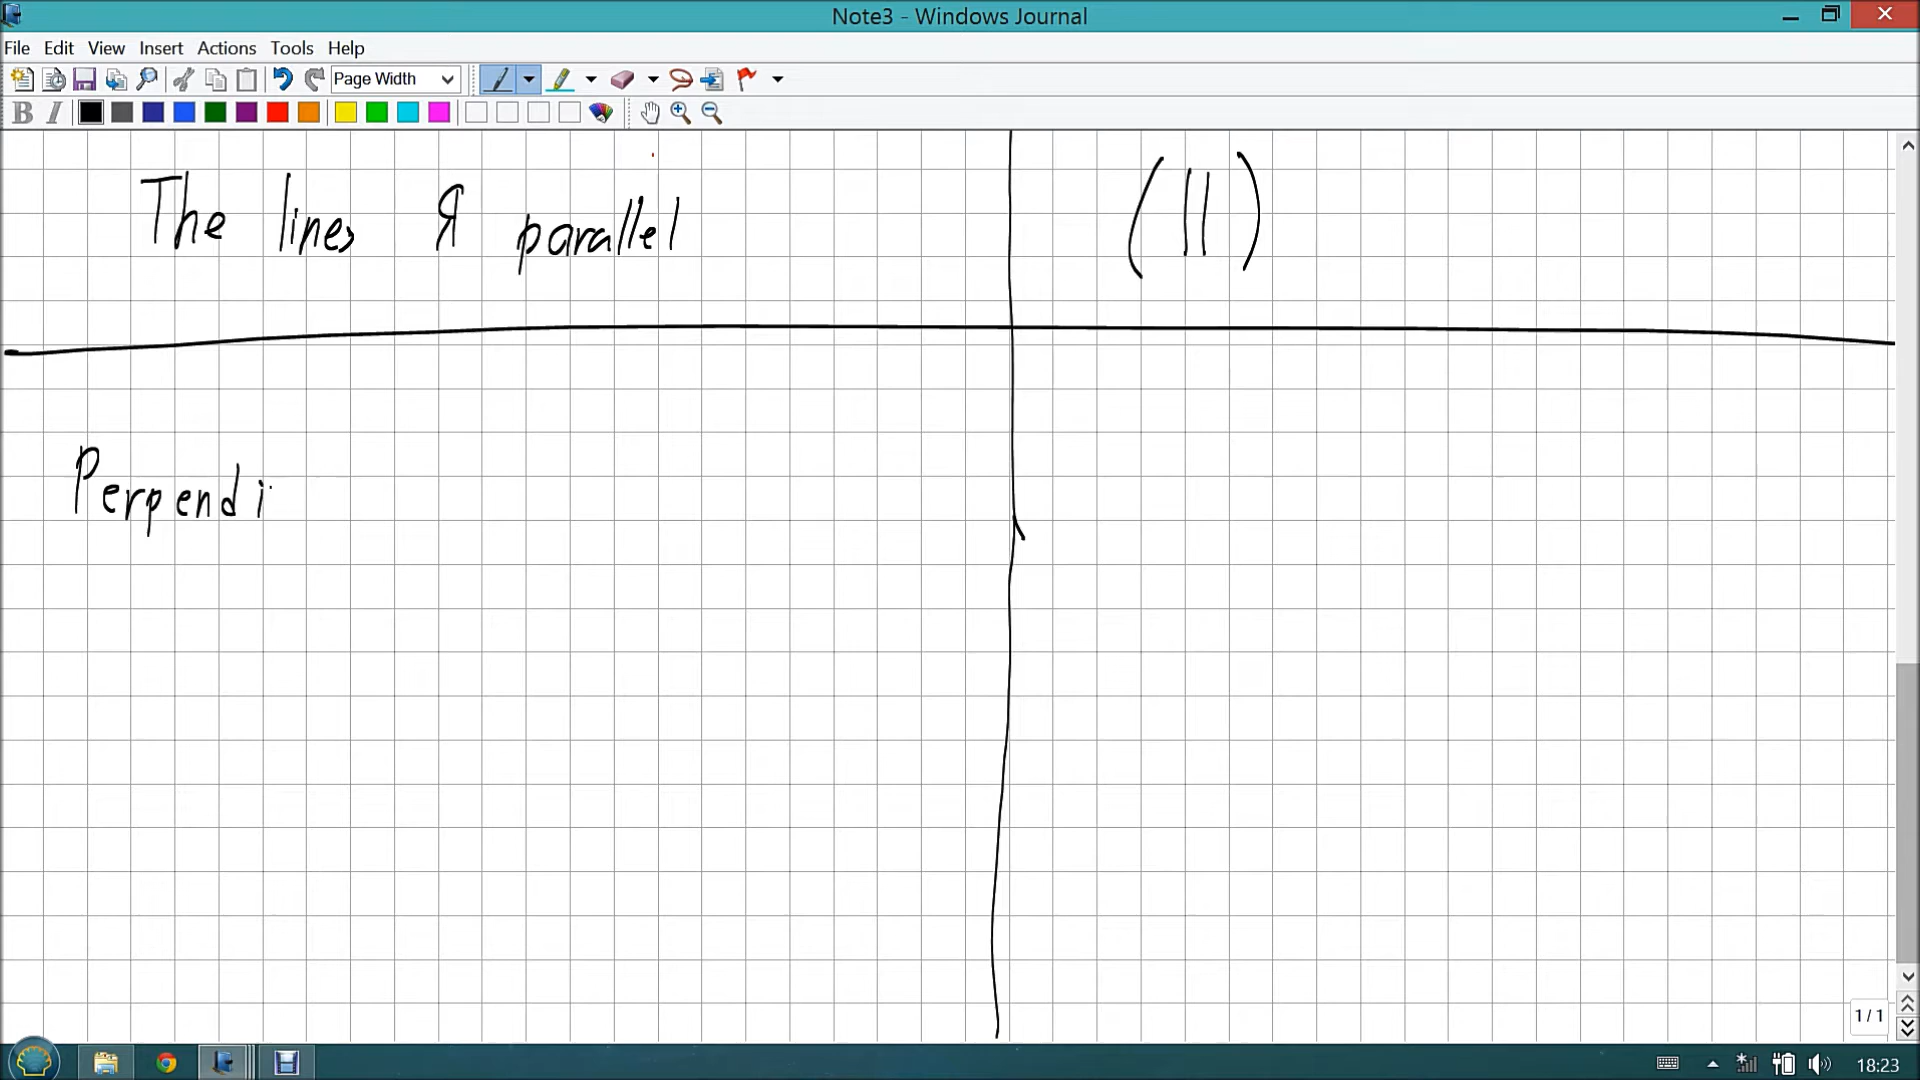 Note3 - Windows Journal
File Edit View Insert Actions Tools Help
Page Width
B I
The lines Я parallel (||)
Perpendi
1 / 1
18:23